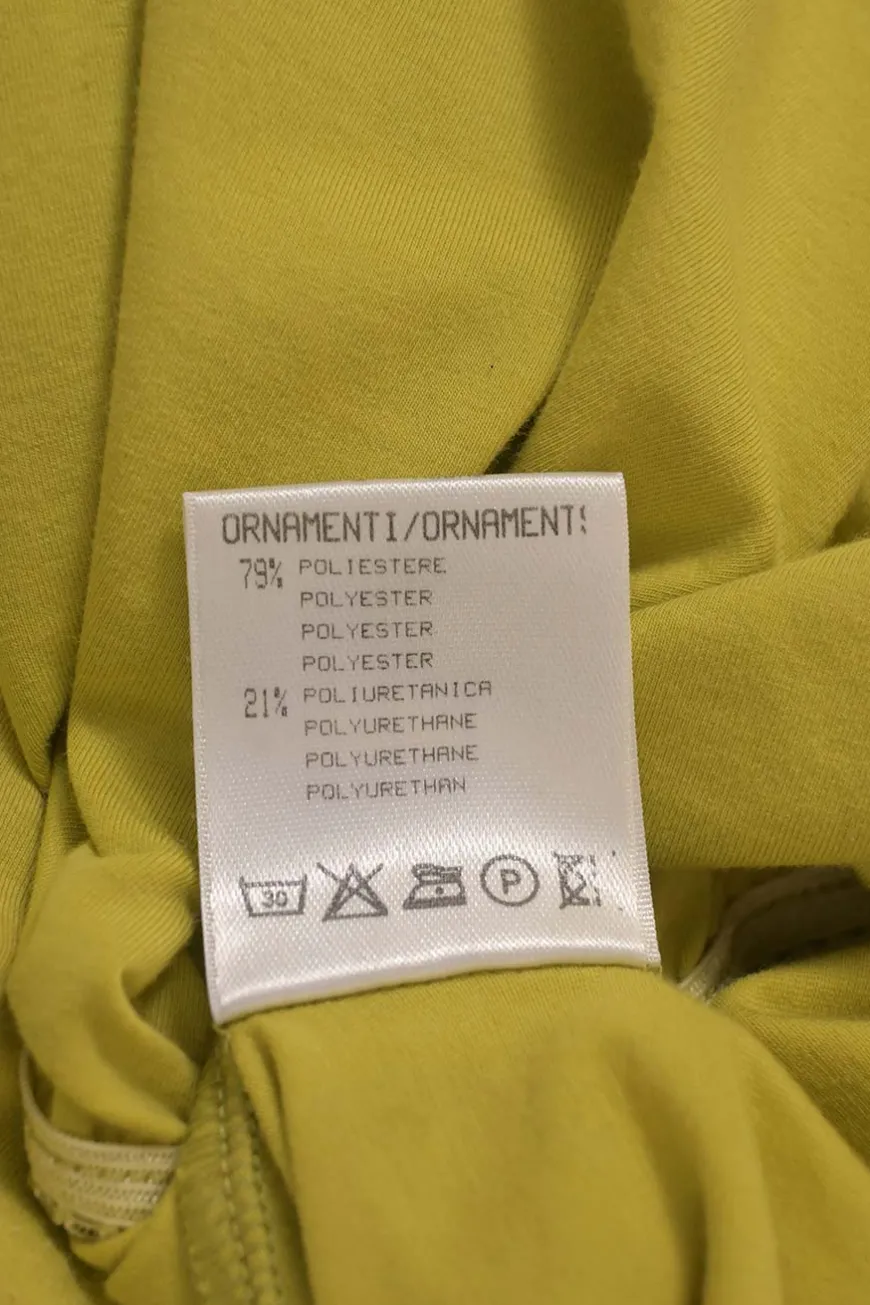 ORNAMENTI/ORNAMENTS
79% POLIESTERE
POLYESTER
POLYESTER
POLYESTER
21% POLIURETANICA
POLYURETHANE
POLYURETHANE
POLYURETHAN
30 P